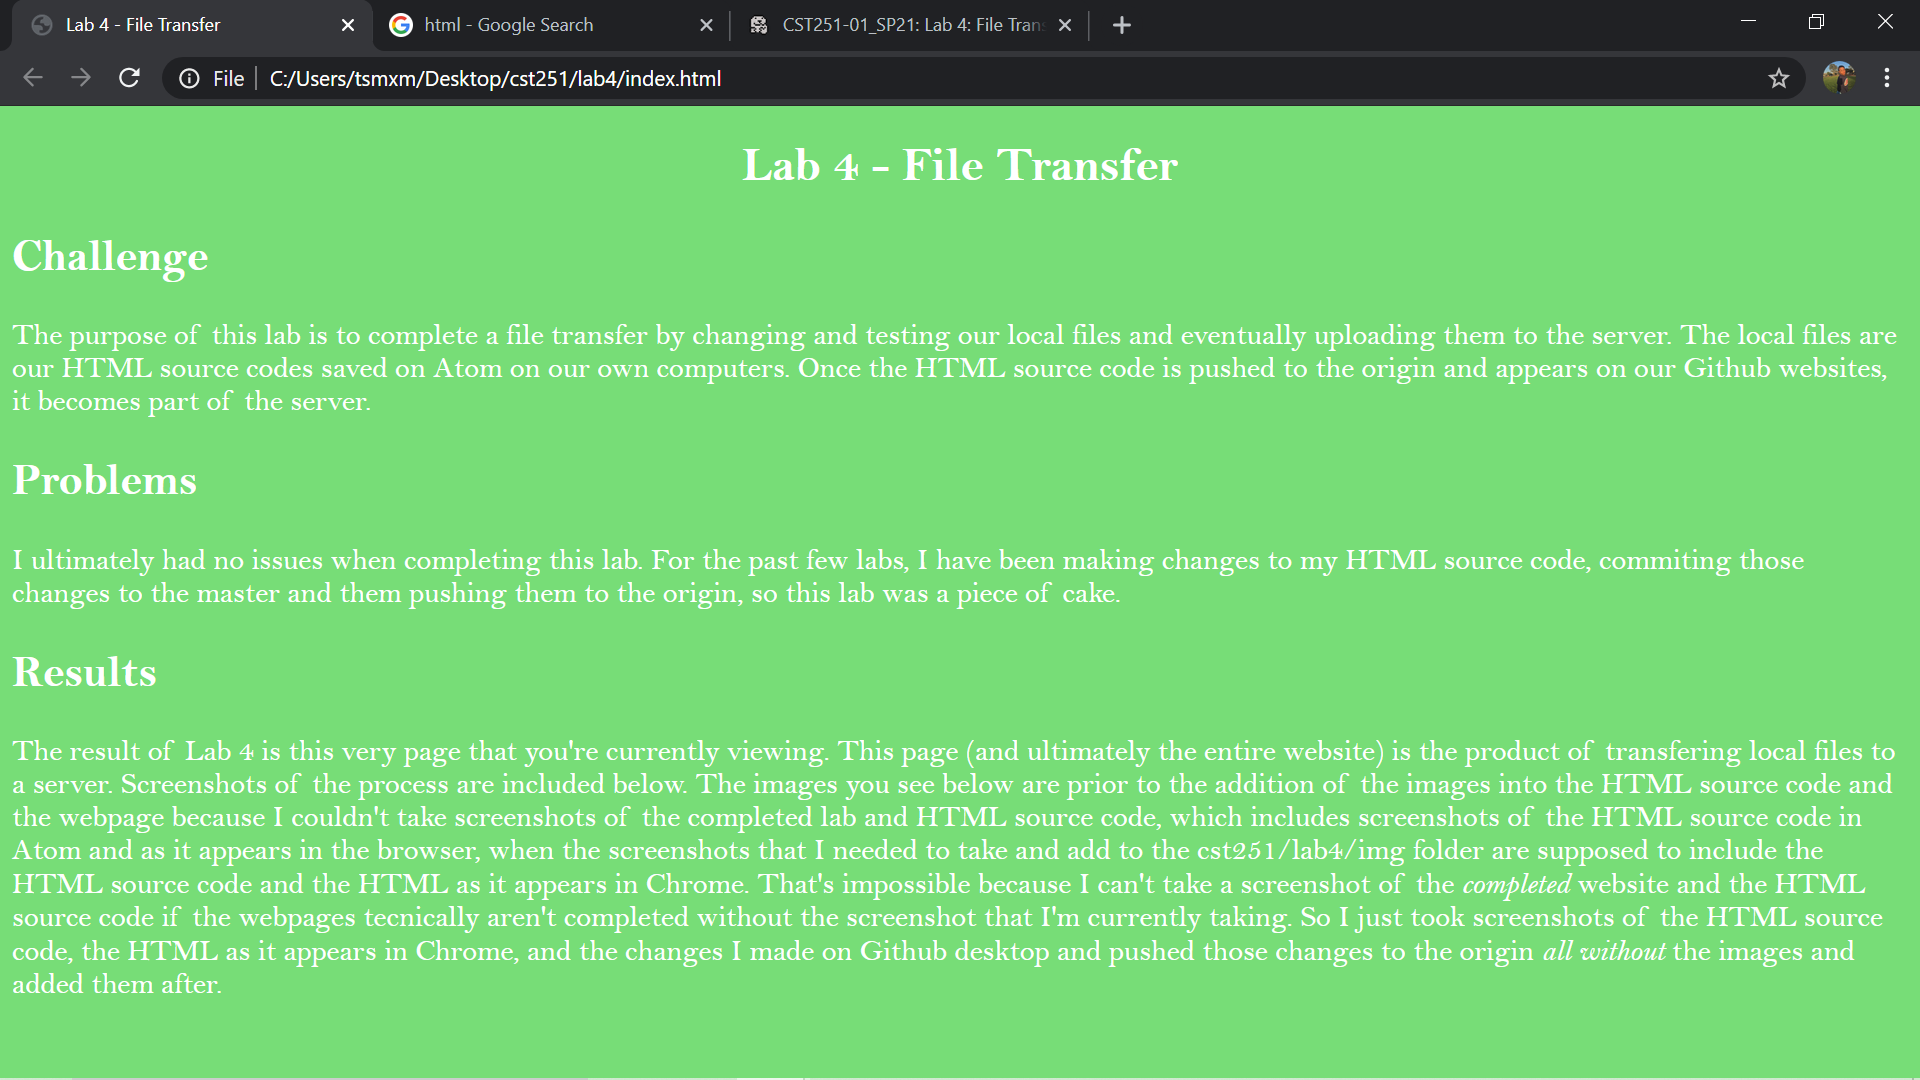 Lab 4 - File Transfer
html - Google Search
CST251-01_SP21: Lab 4: File Tran
File
C:/Users/tsmxm/Desktop/cst251/lab4/index.html
Lab 4 - File Transfer
Challenge
The purpose of this lab is to complete a file transfer by changing and testing our local files and eventually uploading them to the server. The local files are
our HTML source codes saved on Atom on our own computers. Once the HTML source code is pushed to the origin and appears on our Github websites,
it becomes part of the server.
Problems
I ultimately had no issues when completing this lab. For the past few labs, I have been making changes to my HTML source code, commiting those
changes to the master and them pushing them to the origin, so this lab was a piece of cake.
Results
The result of Lab 4 is this very page that you're currently viewing. This page (and ultimately the entire website) is the product of transfering local files to
a server. Screenshots of the process are included below. The images you see below are prior to the addition of the images into the HTML source code and
the webpage because I couldn't take screenshots of the completed lab and HTML source code, which includes screenshots of the HTML source code in
Atom and as it appears in the browser, when the screenshots that I needed to take and add to the cst251/lab4/img folder are supposed to include the
HTML source code and the HTML as it appears in Chrome. That's impossible because I can't take a screenshot of the completed website and the HTML
source code if the webpages tecnically aren't completed without the screenshot that I'm currently taking. So I just took screenshots of the HTML source
code, the HTML as it appears in Chrome, and the changes I made on Github desktop and pushed those changes to the origin all without the images and
added them after.